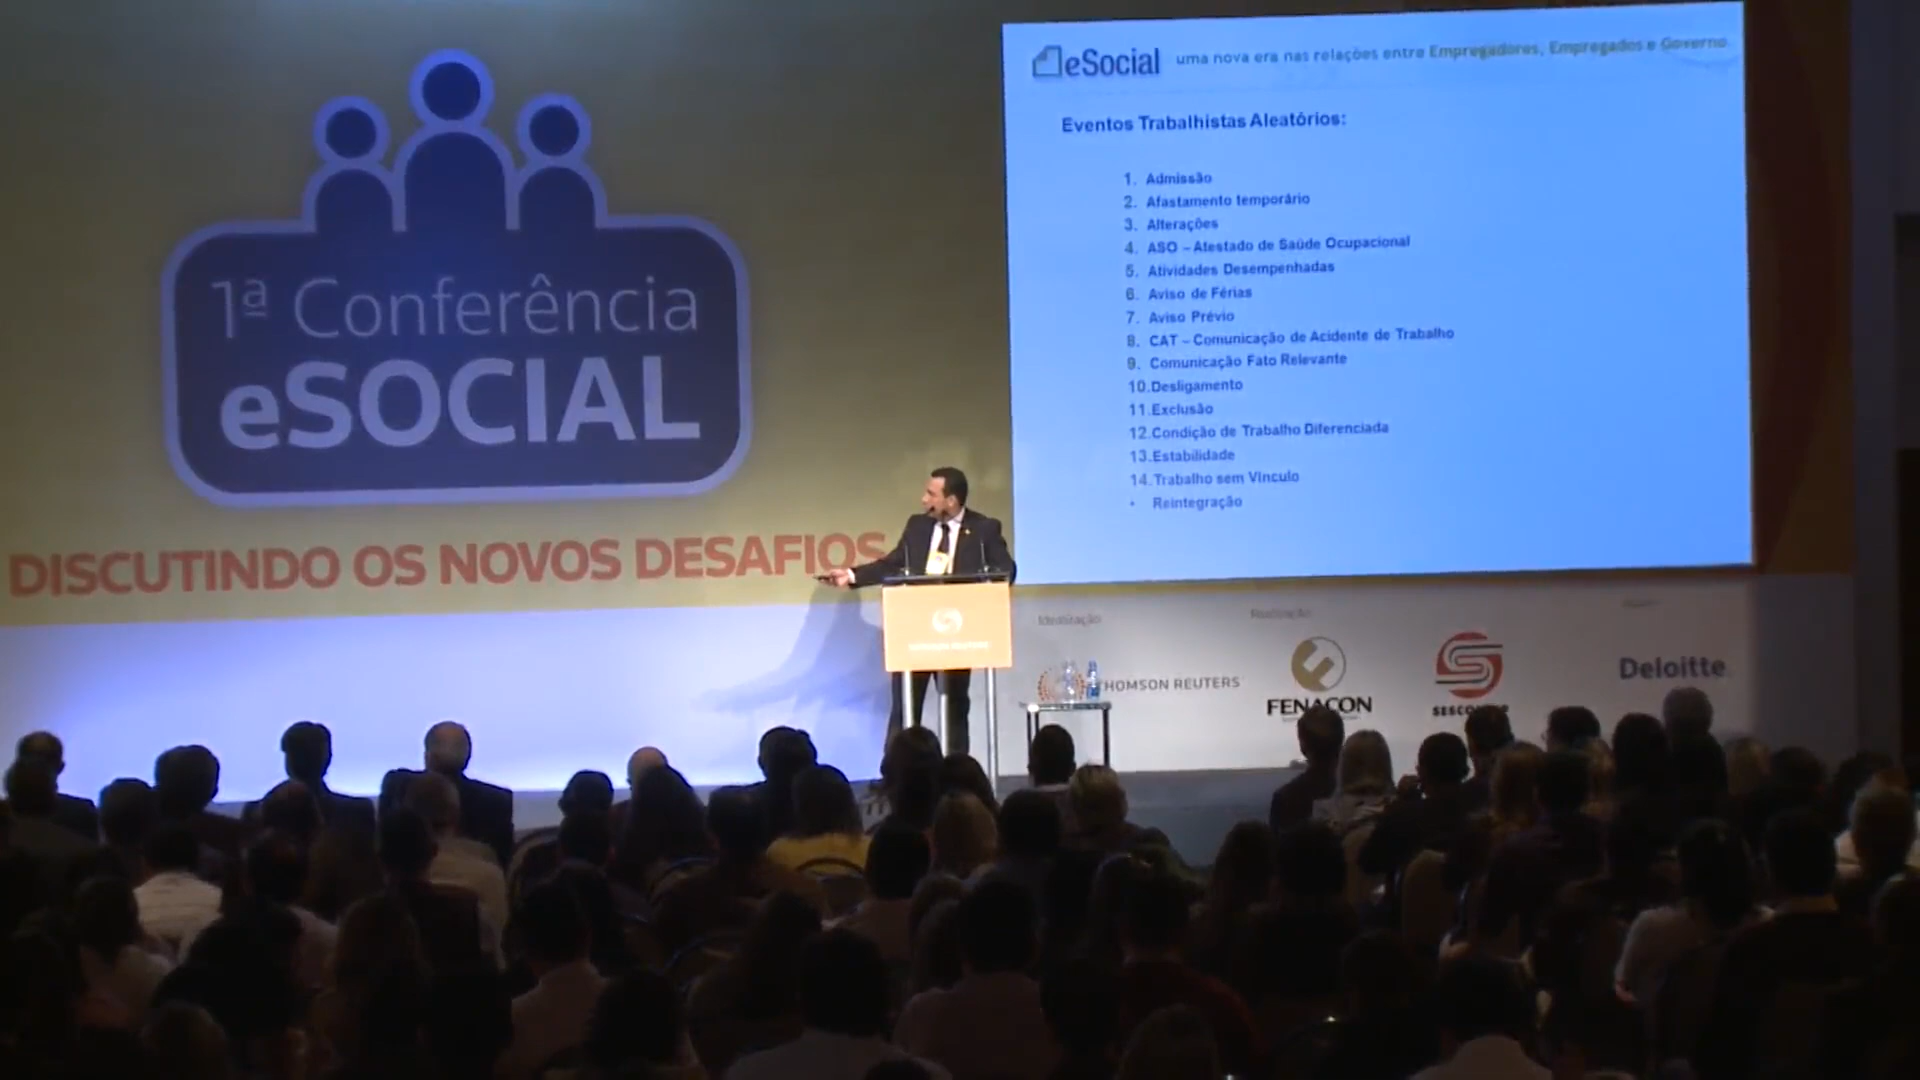 1ª Conferência
eSOCIAL
DISCUTINDO OS NOVOS DESAFIOS
eSocial uma nova era nas relações entre Empregadores, Empregados e Governo
Eventos Trabalhistas Aleatórios:
1. Admissão
2. Afastamento temporário
3. Alterações
4. ASO – Atestado de Saúde Ocupacional
5. Atividades Desempenhadas
6. Aviso de Férias
7. Aviso Prévio
8. CAT – Comunicação de Acidente de Trabalho
9. Comunicação Fato Relevante
10.Desligamento
11.Exclusão
12.Condição de Trabalho Diferenciada
13.Estabilidade
14.Trabalho sem Vínculo
• Reintegração
Idealização
Realização
HOMSON REUTERS
FENACON
Deloitte.